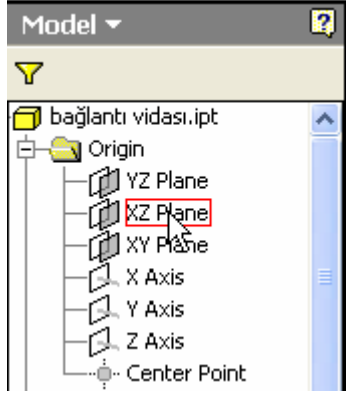 Model
bağlantı vidası.ipt
Origin
YZ Plane
XZ Plane
XY Plane
X Axis
Y Axis
Z Axis
Center Point